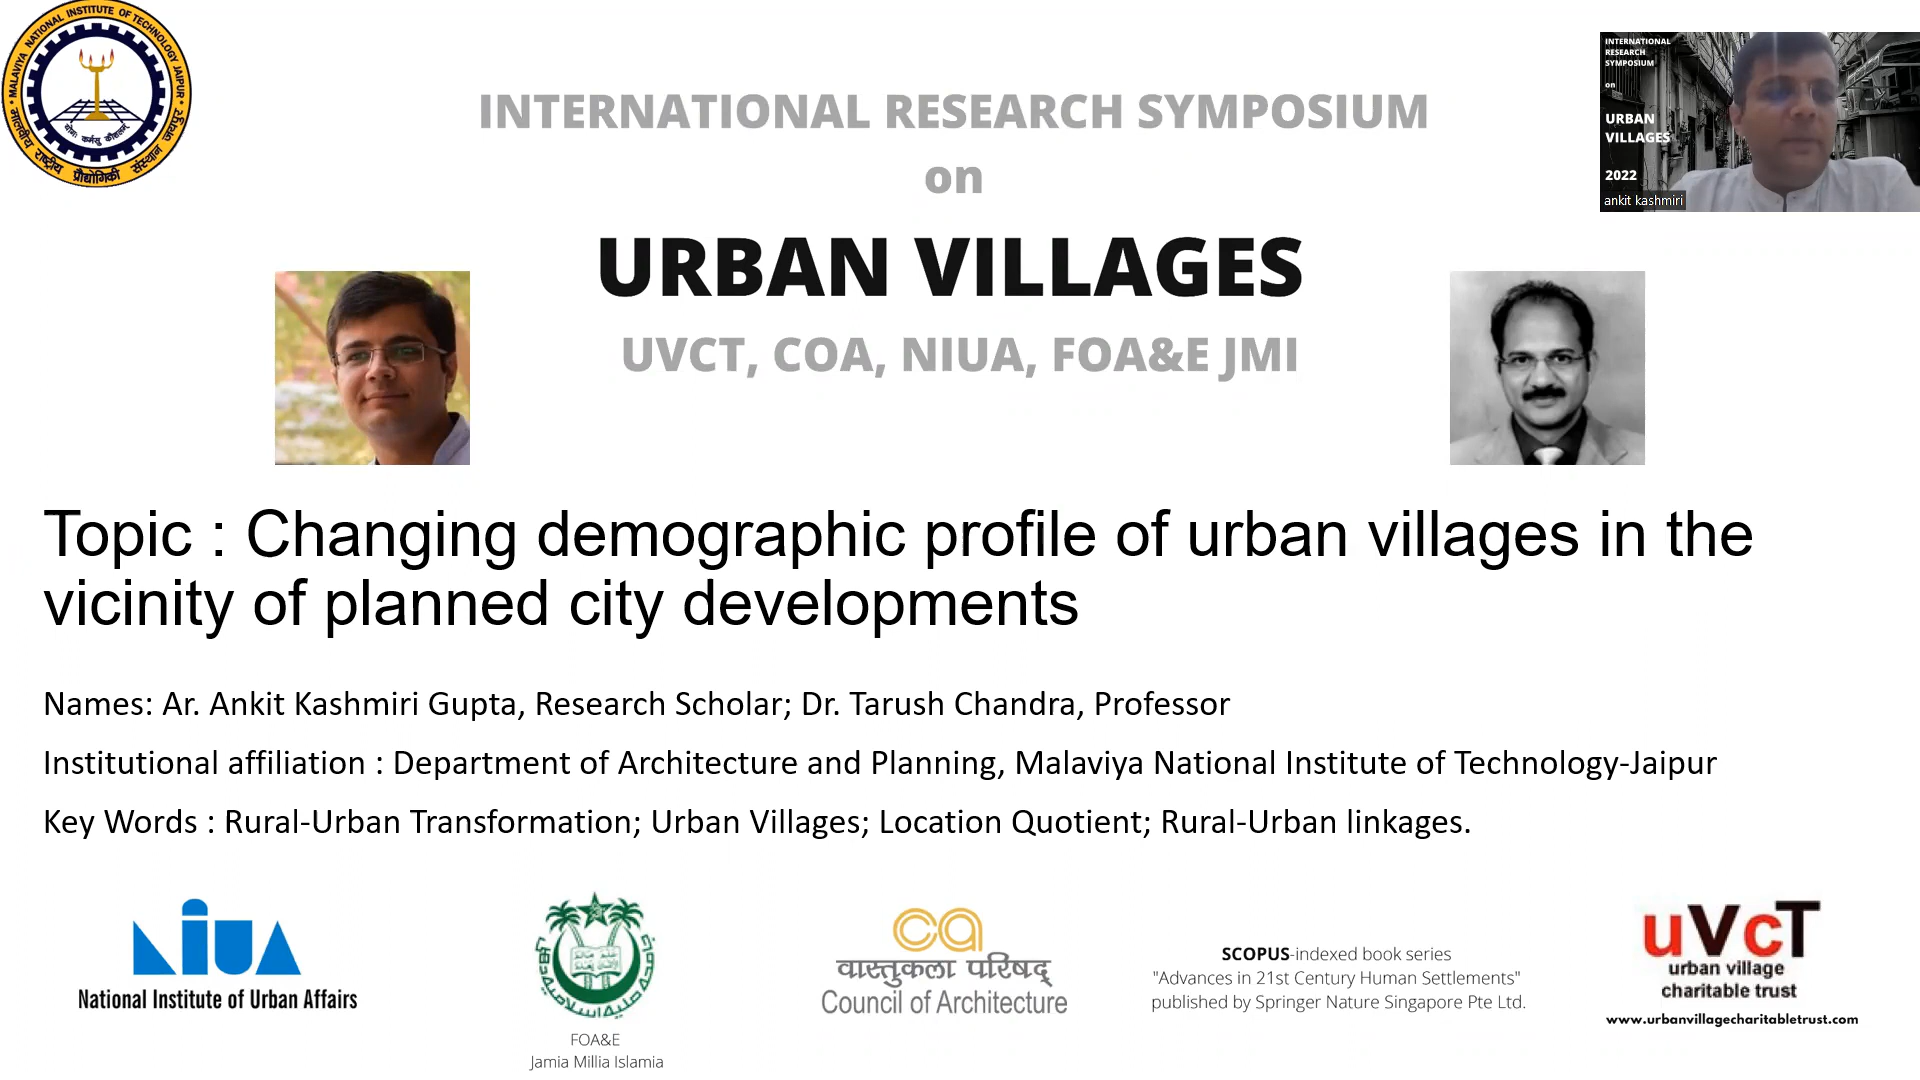 MALAVIYA NATIONAL INSTITUTE OF TECHNOLOGY JAIPUR
योगः कर्मसु कौशलम्
मालवीय राष्ट्रीय प्रौद्योगिकी संस्थान जयपुर
INTERNATIONAL RESEARCH SYMPOSIUM
on
URBAN VILLAGES
UVCT, COA, NIUA, FOA&E JMI
INTERNATIONAL
RESEARCH
SYMPOSIUM
on
URBAN
VILLAGES
2022
ankit kashmiri
Topic : Changing demographic profile of urban villages in the
vicinity of planned city developments
Names: Ar. Ankit Kashmiri Gupta, Research Scholar; Dr. Tarush Chandra, Professor
Institutional affiliation : Department of Architecture and Planning, Malaviya National Institute of Technology-Jaipur
Key Words : Rural-Urban Transformation; Urban Villages; Location Quotient; Rural-Urban linkages.
NIUA
National Institute of Urban Affairs
FOA&E
Jamia Millia Islamia
ca
वास्तुकला परिषद्
Council of Architecture
SCOPUS-indexed book series
"Advances in 21st Century Human Settlements"
published by Springer Nature Singapore Pte Ltd.
uVcT
urban village
charitable trust
www.urbanvillagecharitabletrust.com